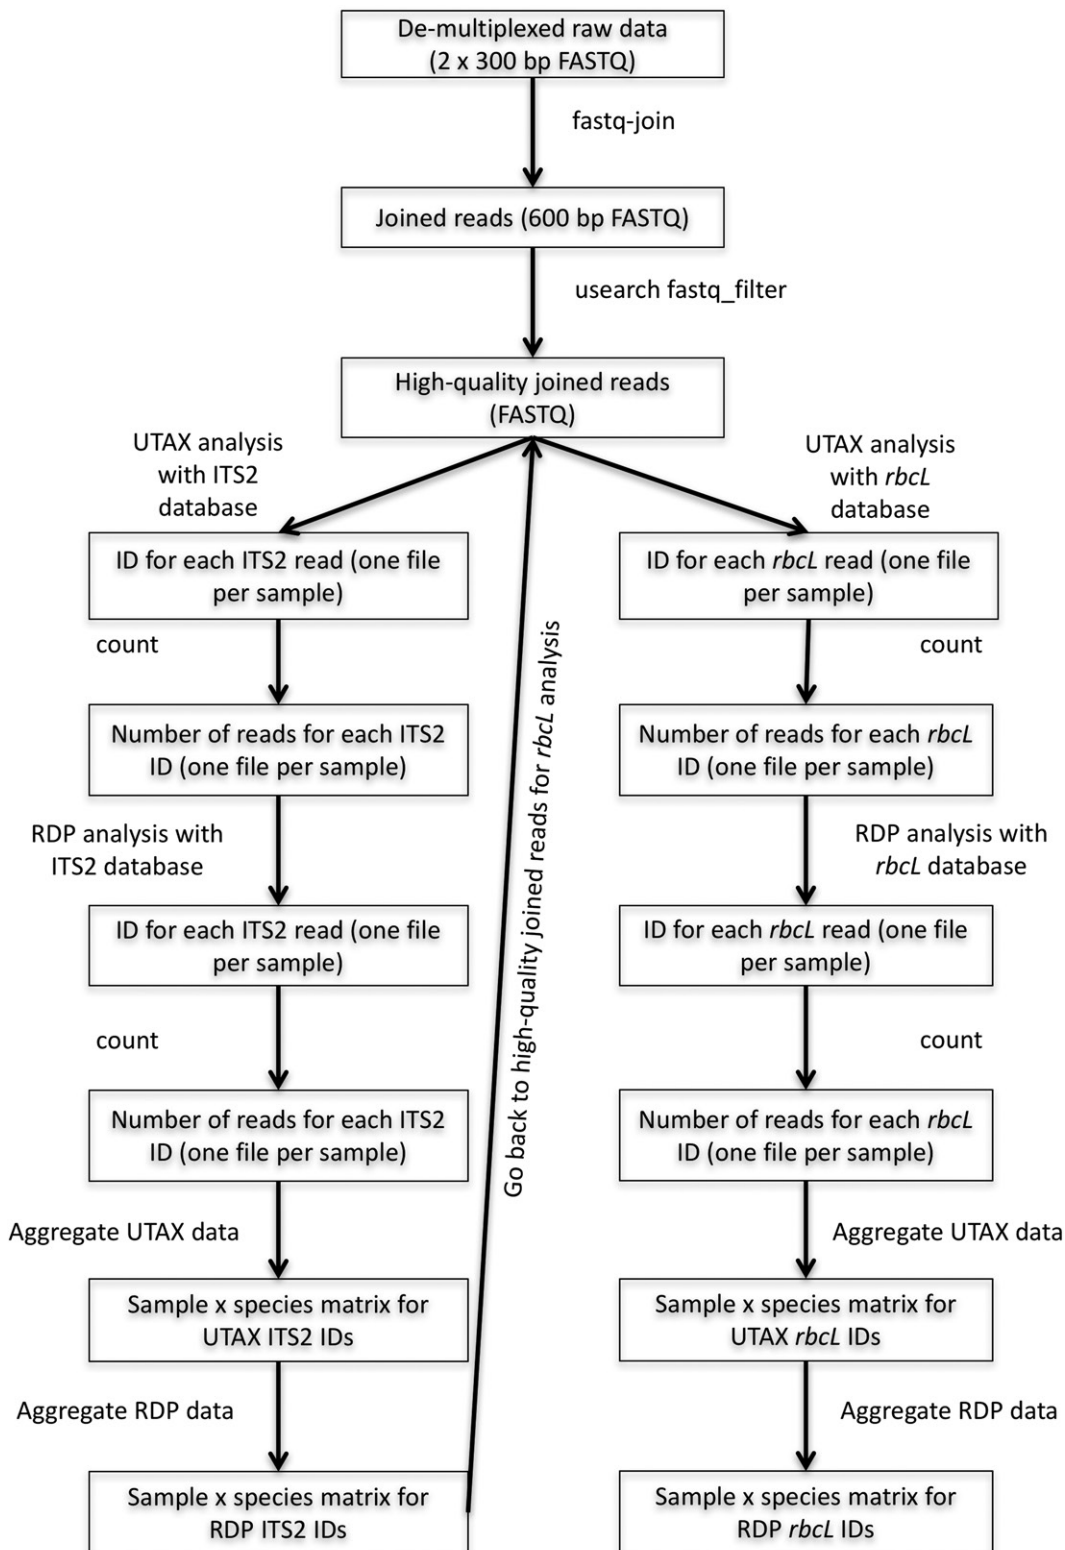 De-multiplexed raw data
(2 x 300 bp FASTQ)
fastq-join
Joined reads (600 bp FASTQ)
usearch fastq_filter
High-quality joined reads
(FASTQ)
UTAX analysis
with ITS2
database
ID for each ITS2 read (one file
per sample)
count
Number of reads for each ITS2
ID (one file per sample)
RDP analysis with
ITS2 database
ID for each ITS2 read (one file
per sample)
count
Number of reads for each ITS2
ID (one file per sample)
Aggregate UTAX data
Sample x species matrix for
UTAX ITS2 IDs
Aggregate RDP data
Sample x species matrix for
RDP ITS2 IDs
Go back to high-quality joined reads for rbcL analysis
UTAX analysis
with rbcL
database
ID for each rbcL read (one file
per sample)
count
Number of reads for each rbcL
ID (one file per sample)
RDP analysis with
rbcL database
ID for each rbcL read (one file
per sample)
count
Number of reads for each rbcL
ID (one file per sample)
Aggregate UTAX data
Sample x species matrix for
UTAX rbcL IDs
Aggregate RDP data
Sample x species matrix for
RDP rbcL IDs